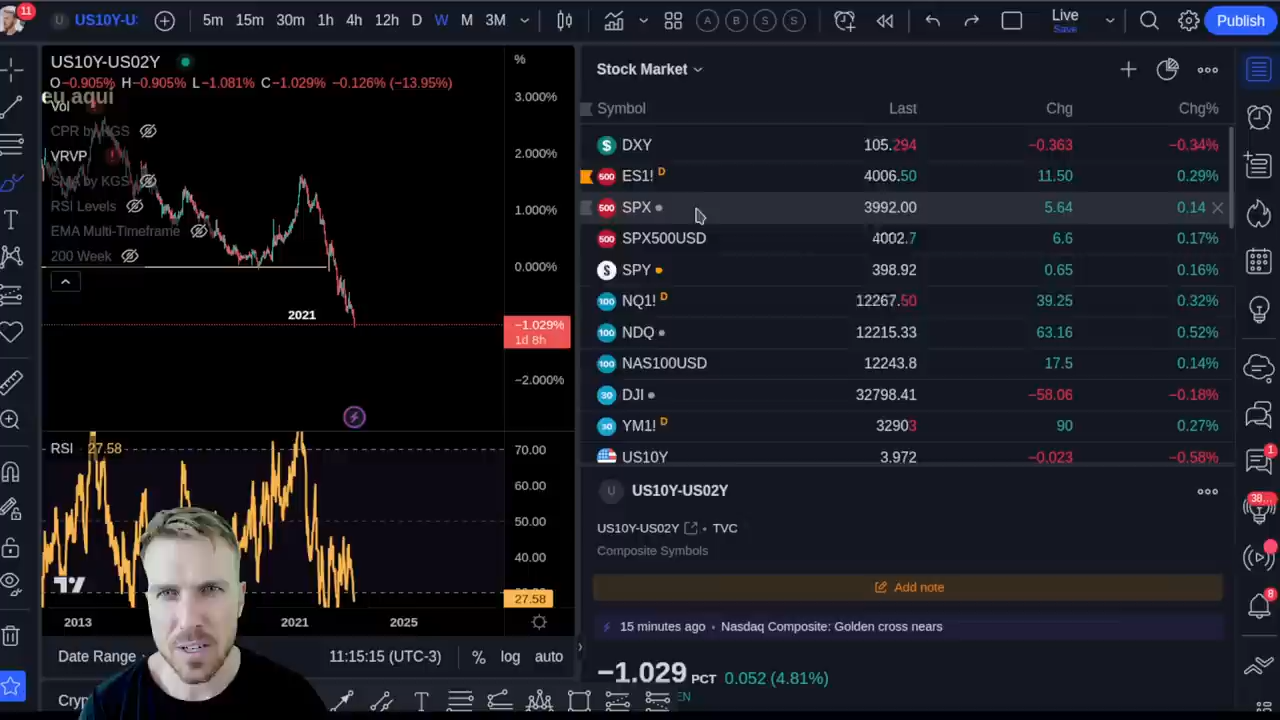 11 US10Y-U: 5m 15m 30m 1h 4h 12h D W M 3M A B S S Live Save Publish
US10Y-US02Y
O−0.905% H−0.905% L−1.081% C−1.029% −0.126% (−13.95%)
eu aqui
Vol
CPR by KGS
VRVP
SMA by KGS
RSI Levels
EMA Multi-Timeframe
200 Week
2021
%
3.000%
2.000%
1.000%
0.000%
−1.029%
1d 8h
−2.000%
RSI 27.58
70.00
60.00
50.00
40.00
27.58
2013 2021 2025
Date Range 11:15:15 (UTC-3) % log auto
Stock Market
Symbol Last Chg Chg%
DXY 105.294 −0.363 −0.34%
ES1! D 4006.50 11.50 0.29%
SPX 3992.00 5.64 0.14
SPX500USD 4002.7 6.6 0.17%
SPY 398.92 0.65 0.16%
NQ1! D 12267.50 39.25 0.32%
NDQ 12215.33 63.16 0.52%
NAS100USD 12243.8 17.5 0.14%
DJI 32798.41 −58.06 −0.18%
YM1! D 32903 90 0.27%
US10Y 3.972 −0.023 −0.58%
U US10Y-US02Y
US10Y-US02Y • TVC
Composite Symbols
Add note
15 minutes ago • Nasdaq Composite: Golden cross nears
−1.029 PCT 0.052 (4.81%)
1
38...
8